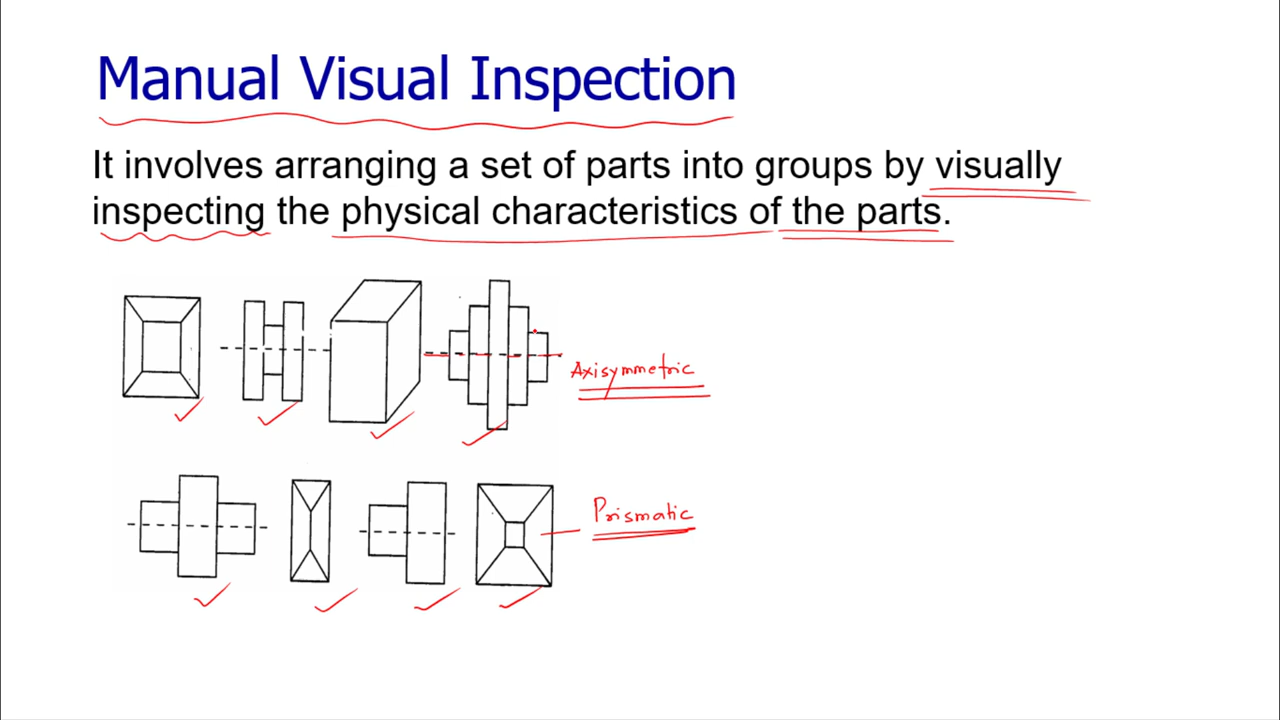 Manual Visual Inspection
It involves arranging a set of parts into groups by visually
inspecting the physical characteristics of the parts.
Axisymmetric
Prismatic